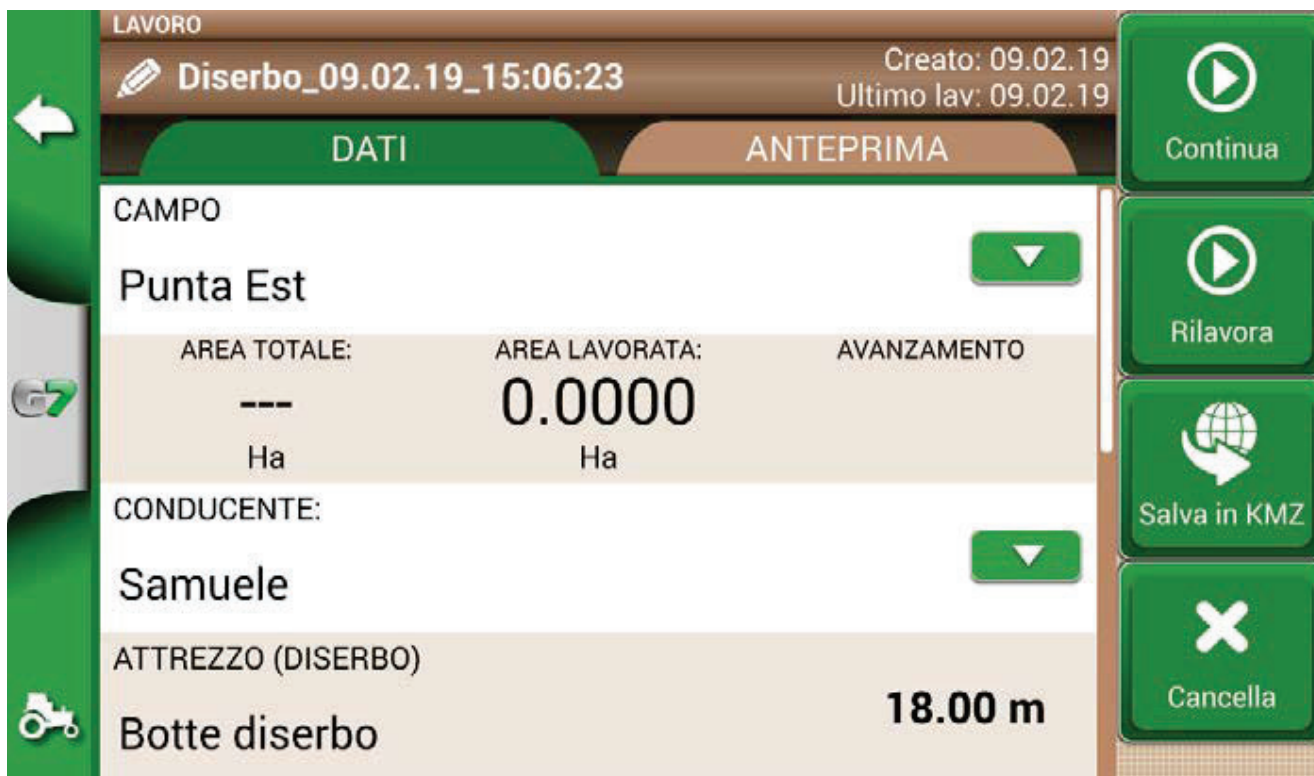 LAVORO
Diserbo_09.02.19_15:06:23
Creato: 09.02.19
Ultimo lav: 09.02.19
DATI
ANTEPRIMA
CAMPO
Punta Est
AREA TOTALE:
AREA LAVORATA:
AVANZAMENTO
---
0.0000
Ha
Ha
CONDUCENTE:
Samuele
ATTREZZO (DISERBO)
Botte diserbo
18.00 m
G7
Continua
Rilavora
Salva in KMZ
Cancella